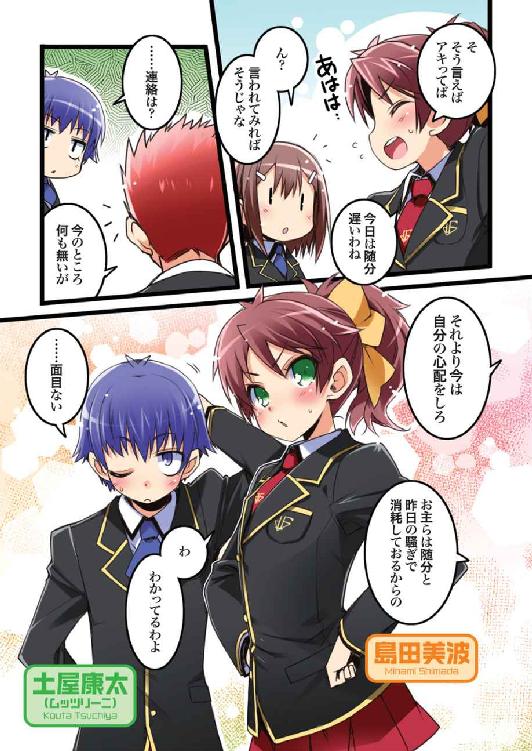 そ
そう言えば
アキってば
あはは…
今日は随分
遅いわね
ん？
言われてみれば
そうじゃな
……連絡は？
今のところ
何も無いが
それより今は
自分の心配をしろ
お主らは随分と
昨日の騒ぎで
消耗しておるからの
わ
わかってるわよ
……面目ない
島田美波
Minami Shimada
土屋康太
(ムッツリーニ)
Kouta Tsuchiya